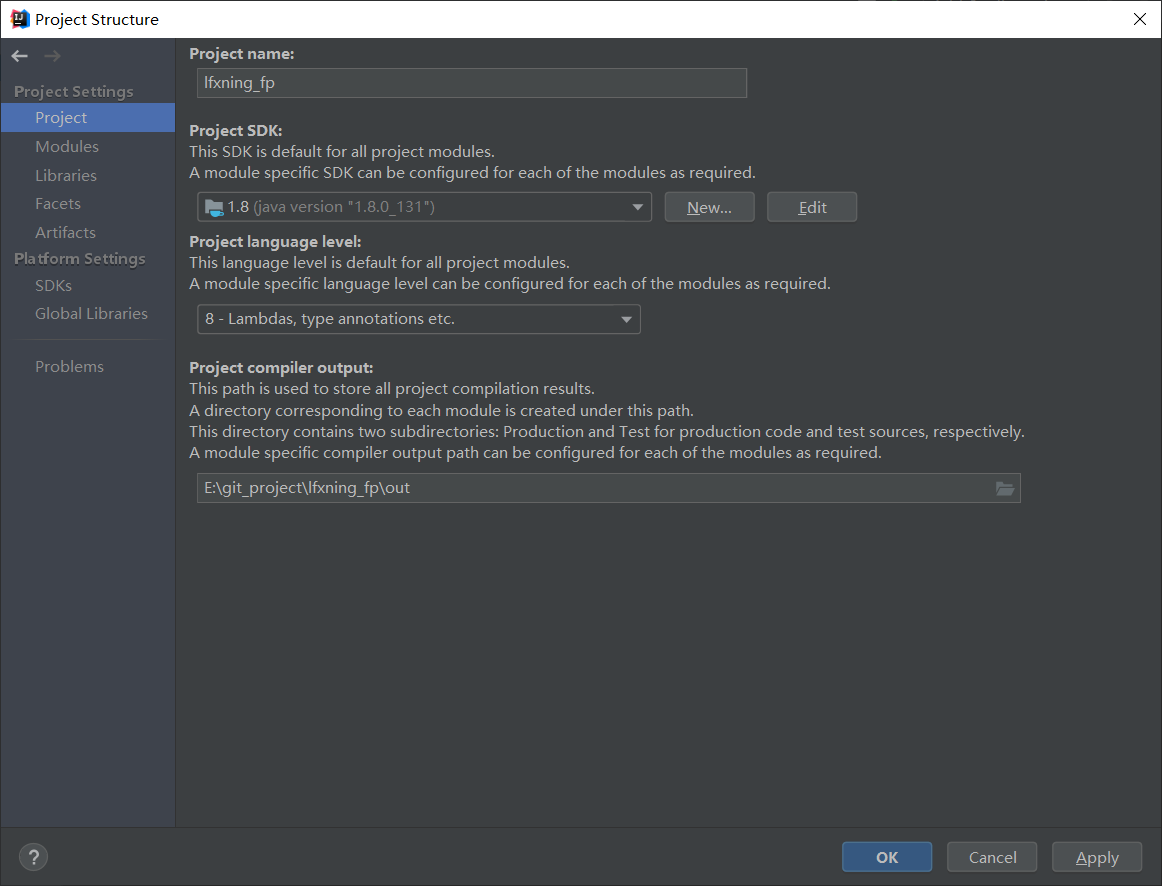 Project Structure
Project Settings
Project
Modules
Libraries
Facets
Artifacts
Platform Settings
SDKs
Global Libraries
Problems
Project name:
lfxning_fp
Project SDK:
This SDK is default for all project modules.
A module specific SDK can be configured for each of the modules as required.
1.8 (java version "1.8.0_131")
New...
Edit
Project language level:
This language level is default for all project modules.
A module specific language level can be configured for each of the modules as required.
8 - Lambdas, type annotations etc.
Project compiler output:
This path is used to store all project compilation results.
A directory corresponding to each module is created under this path.
This directory contains two subdirectories: Production and Test for production code and test sources, respectively.
A module specific compiler output path can be configured for each of the modules as required.
E:\git_project\lfxning_fp\out
?
OK
Cancel
Apply